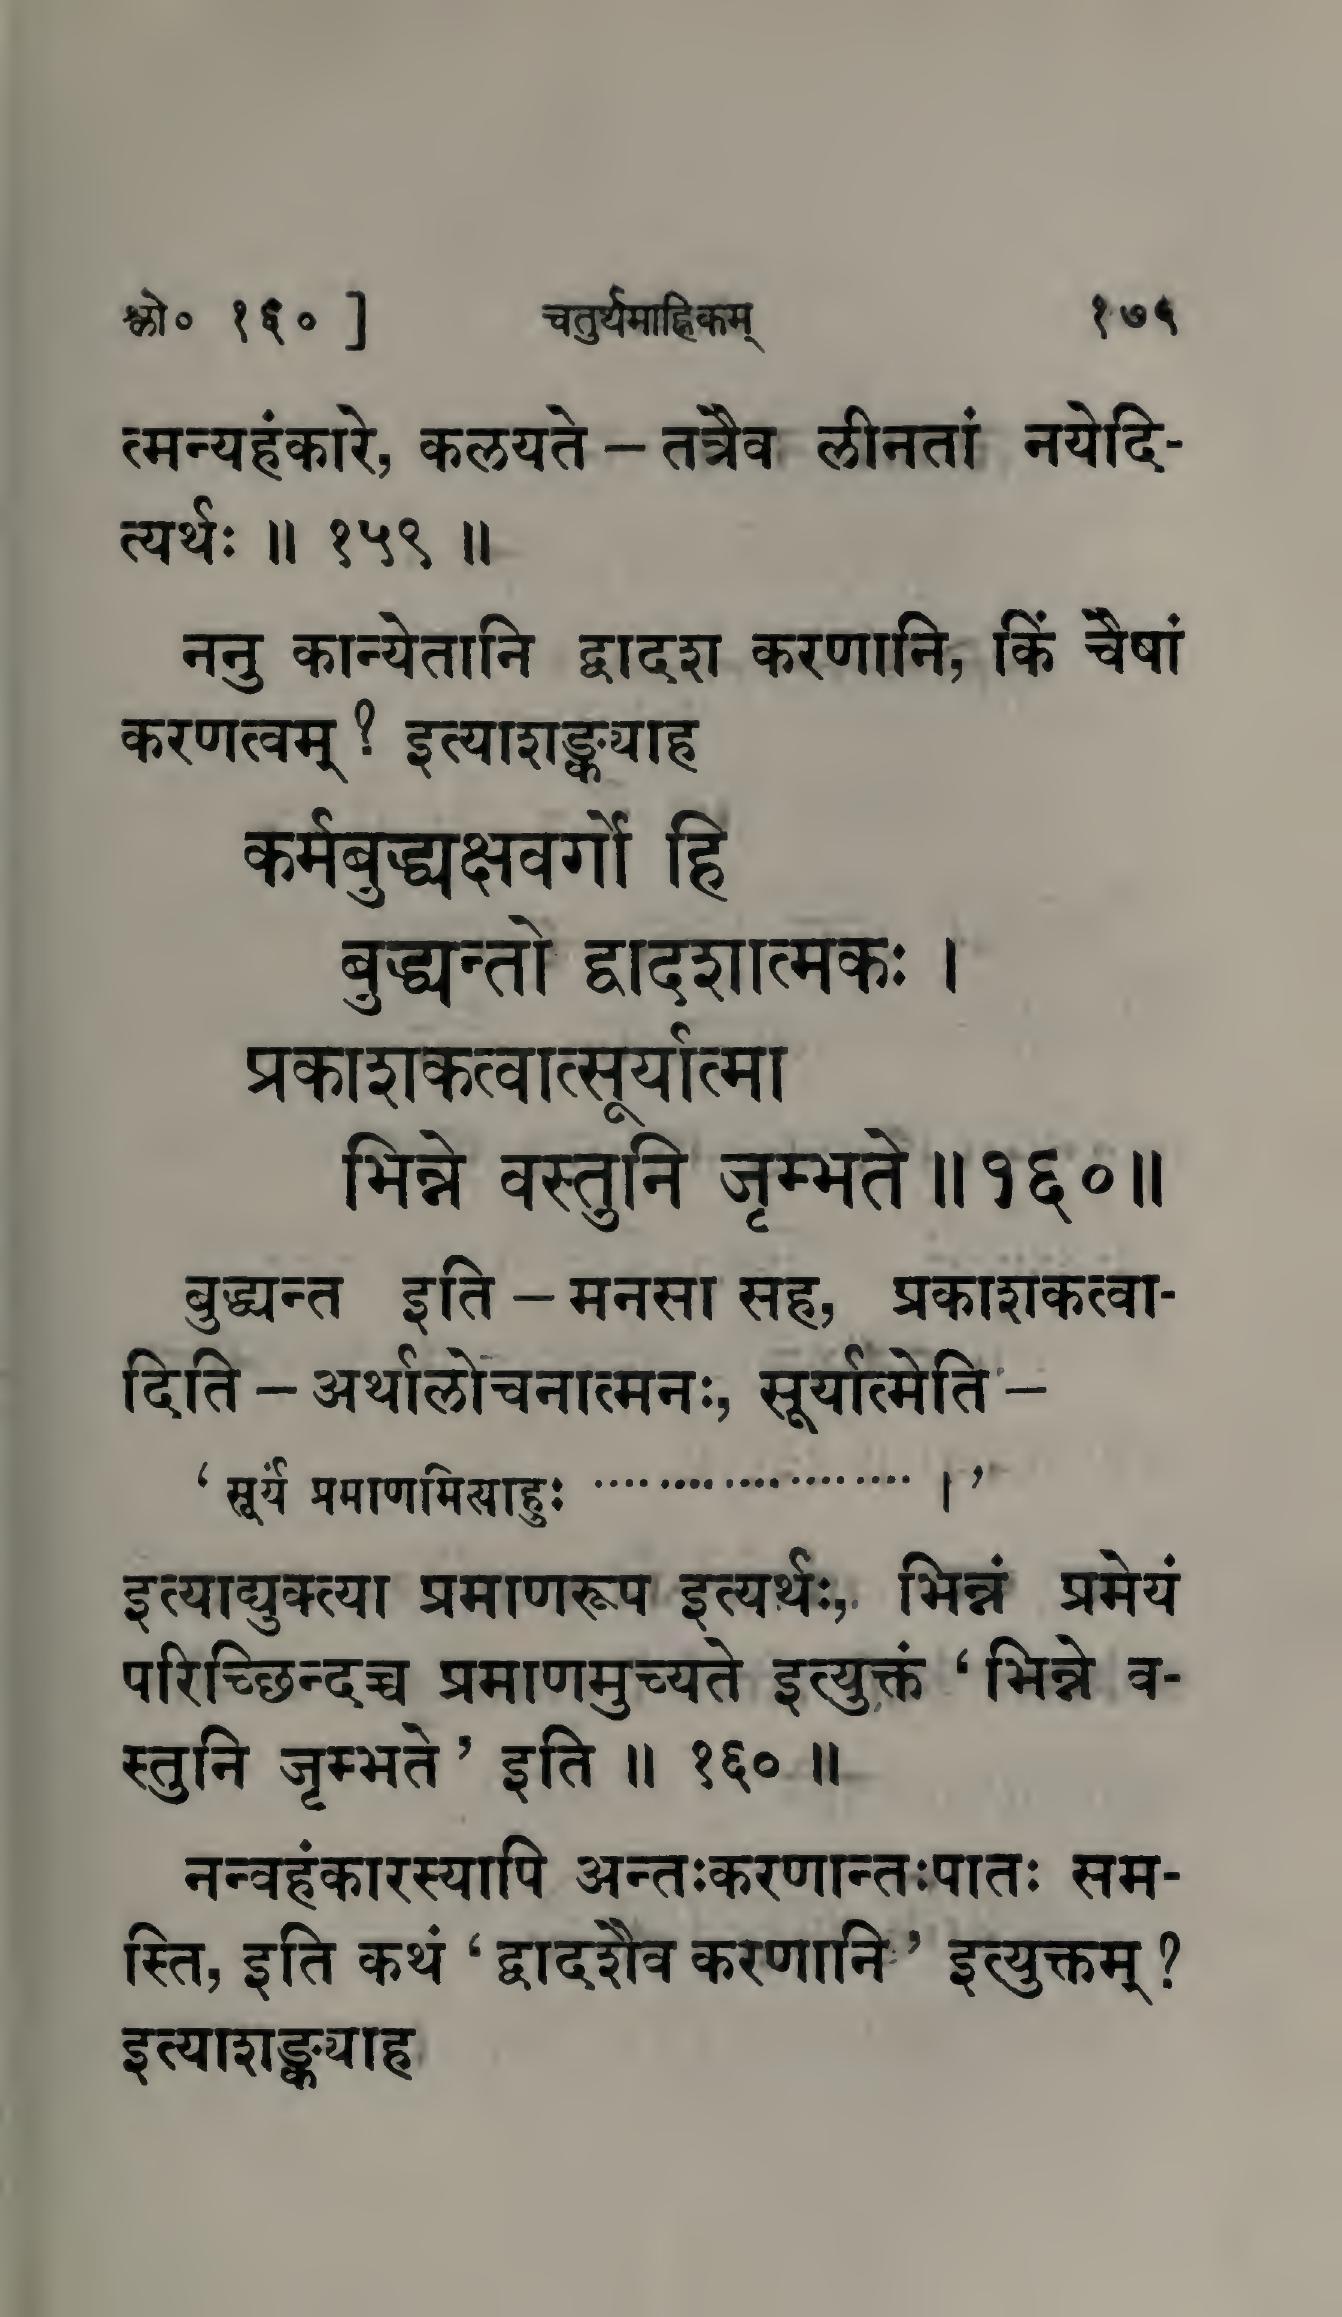 श्लो० १६० ] चतुर्थमाह्निकम् १७५
त्मन्यहंकारे, कलयते – तत्रैव लीनतां नयेदि-
त्यर्थः ॥ १५९ ॥
ननु कान्येतानि द्वादश करणानि, किं चैषां
करणत्वम् ? इत्याशङ्क्याह
कर्मबुद्ध्यक्षवर्गो हि
बुद्ध्यन्तो द्वादशात्मकः ।
प्रकाशकत्वात्सूर्यात्मा
भिन्ने वस्तुनि जृम्भते ॥१६०॥
बुद्ध्यन्त इति – मनसा सह, प्रकाशकत्वा-
दिति – अर्थालोचनात्मनः, सूर्यात्मेति –
‘ सूर्यं प्रमाणमित्याहुः ····················· । ’
इत्याद्युक्त्या प्रमाणरूप इत्यर्थः, भिन्नं प्रमेयं
परिच्छिन्दच्च प्रमाणमुच्यते इत्युक्तं ‘ भिन्ने व-
स्तुनि जृम्भते ’ इति ॥ १६० ॥
नन्वहंकारस्यापि अन्तःकरणान्तःपातः सम-
स्ति, इति कथं ‘ द्वादशैव करणानि ’ इत्युक्तम् ?
इत्याशङ्क्याह